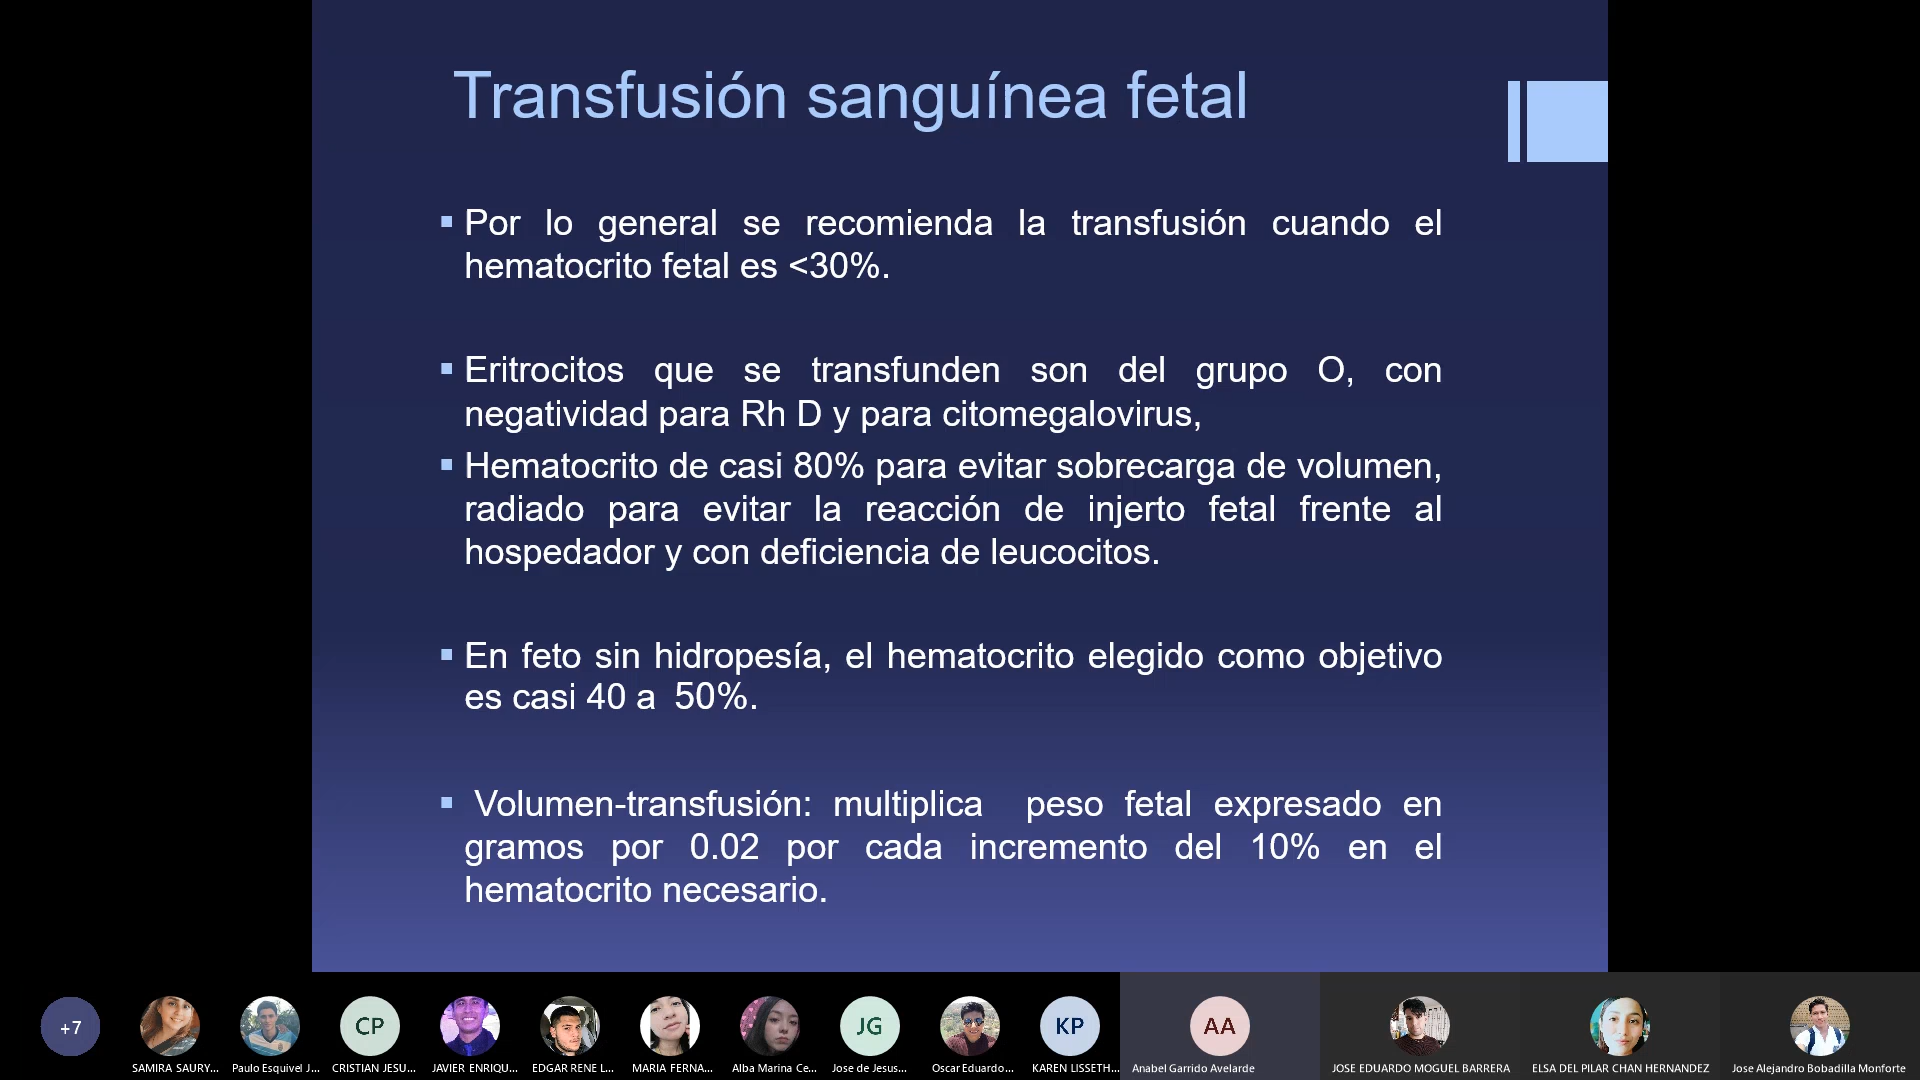 Transfusión sanguínea fetal
Por lo general se recomienda la transfusión cuando el
hematocrito fetal es <30%.
Eritrocitos que se transfunden son del grupo O, con
negatividad para Rh D y para citomegalovirus,
Hematocrito de casi 80% para evitar sobrecarga de volumen,
radiado para evitar la reacción de injerto fetal frente al
hospedador y con deficiencia de leucocitos.
En feto sin hidropesía, el hematocrito elegido como objetivo
es casi 40 a 50%.
Volumen-transfusión: multiplica peso fetal expresado en
gramos por 0.02 por cada incremento del 10% en el
hematocrito necesario.
+7
CP
JG
KP
AA
SAMIRA SAURY...
Paulo Esquivel J...
CRISTIAN JESU...
JAVIER ENRIQU...
EDGAR RENE L...
MARIA FERNA...
Alba Marina Ce...
Jose de Jesus...
Oscar Eduardo...
KAREN LISSETH...
Anabel Garrido Avelarde
JOSE EDUARDO MOGUEL BARRERA
ELSA DEL PILAR CHAN HERNANDEZ
Jose Alejandro Bobadilla Monforte